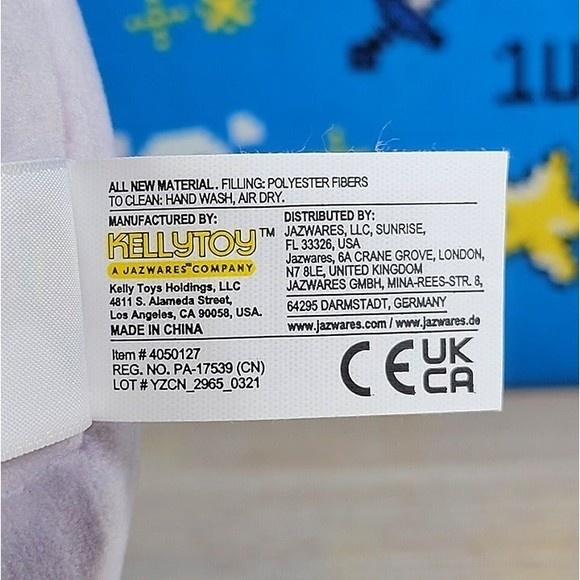 1U
ALL NEW MATERIAL. FILLING: POLYESTER FIBERS
TO CLEAN: HAND WASH, AIR DRY.
MANUFACTURED BY:
KELLYTOY™
A JAZWARES™ COMPANY
Kelly Toys Holdings, LLC
4811 S. Alameda Street,
Los Angeles, CA 90058, USA.
MADE IN CHINA
DISTRIBUTED BY:
JAZWARES, LLC, SUNRISE,
FL 33326, USA
Jazwares, 6A CRANE GROVE, LONDON,
N7 8LE, UNITED KINGDOM
JAZWARES GMBH, MINA-REES-STR. 8,
64295 DARMSTADT, GERMANY
www.jazwares.com / www.jazwares.de
Item # 4050127
REG. NO. PA-17539 (CN)
LOT # YZCN_2965_0321
CE
UK
CA